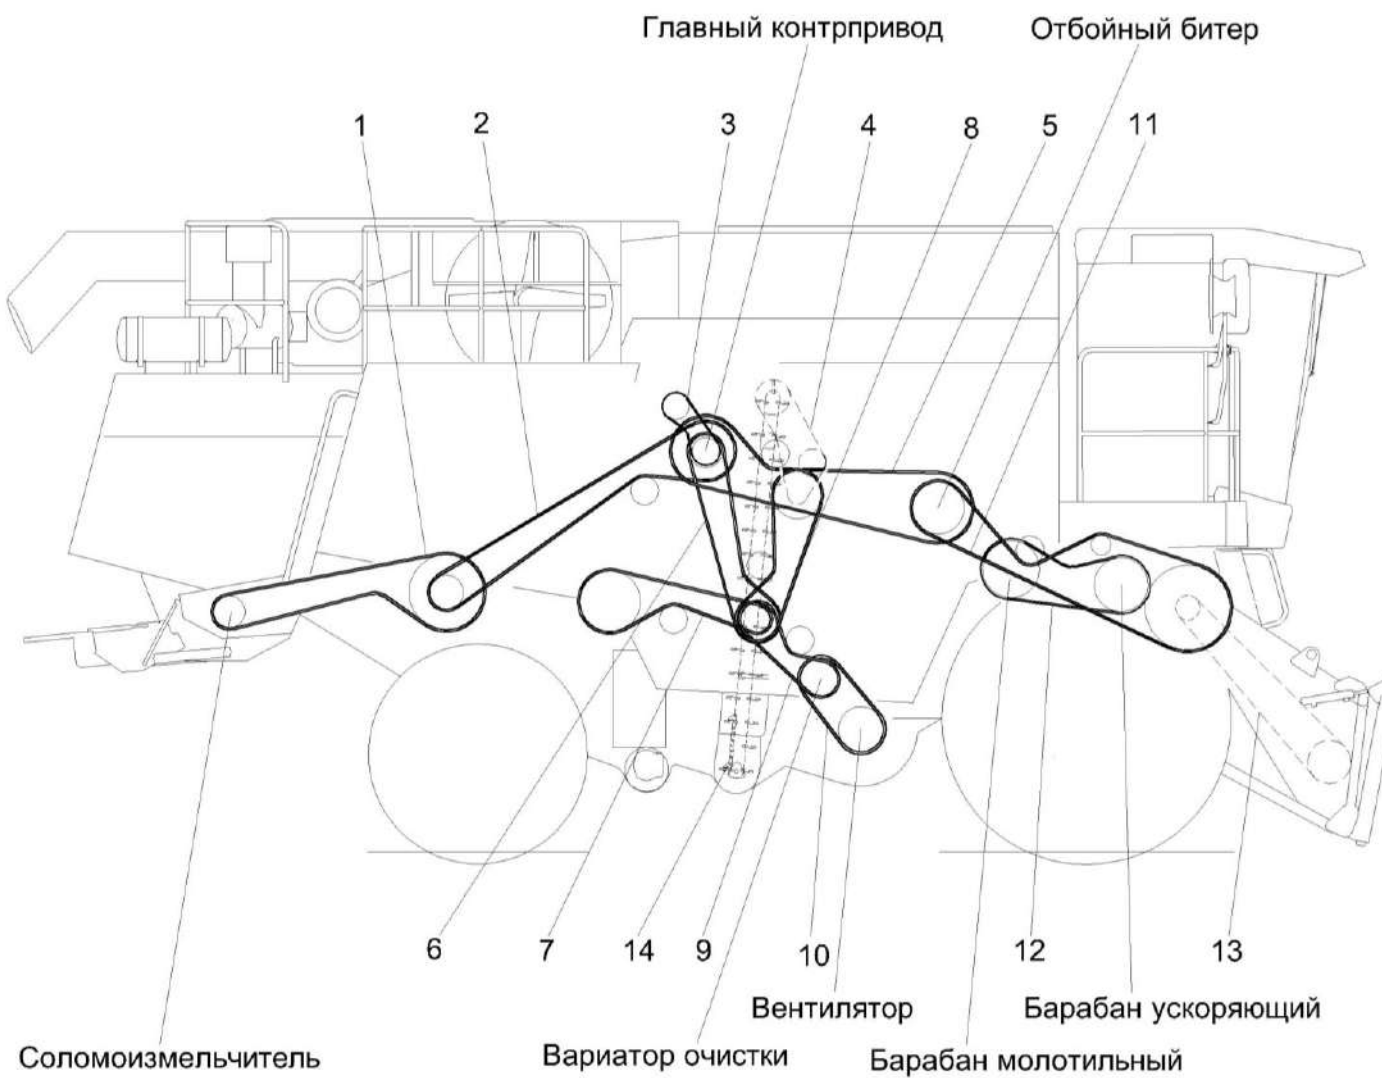 Главный контрпривод
Отбойный битер
1
2
3
4
8
5
11
6
7
14
9
10
12
13
Вентилятор
Барабан ускоряющий
Соломоизмельчитель
Вариатор очистки
Барабан молотильный